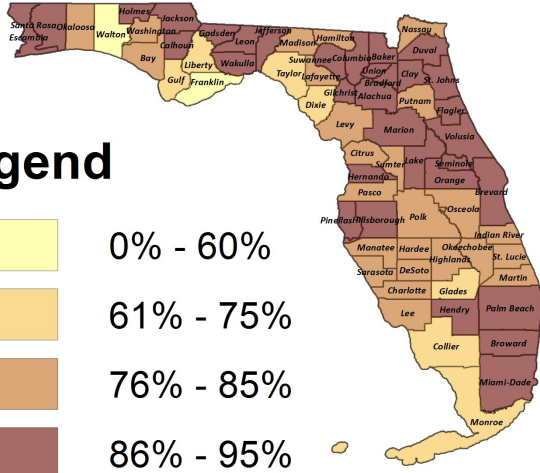 Holmes
Jackson
Santa Rosa
Okaloosa
Escambia
Walton
Washington
Gadsden
Jefferson
Leon
Calhoun
Bay
Liberty
Wakulla
Gulf
Franklin
Madison
Hamilton
Nassau
Taylor
Suwannee
Lafayette
Columbia
Baker
Duval
Union
Bradford
Clay
St. Johns
Dixie
Gilchrist
Alachua
Putnam
Flagler
Levy
Marion
Volusia
Citrus
Sumter
Lake
Seminole
Hernando
Orange
Pasco
Brevard
Osceola
Pinellas
Hillsborough
Polk
Indian River
Manatee
Hardee
Okeechobee
Highlands
St. Lucie
Sarasota
DeSoto
Martin
Charlotte
Glades
Lee
Hendry
Palm Beach
Collier
Broward
Miami-Dade
Monroe
gend
0% - 60%
61% - 75%
76% - 85%
86% - 95%